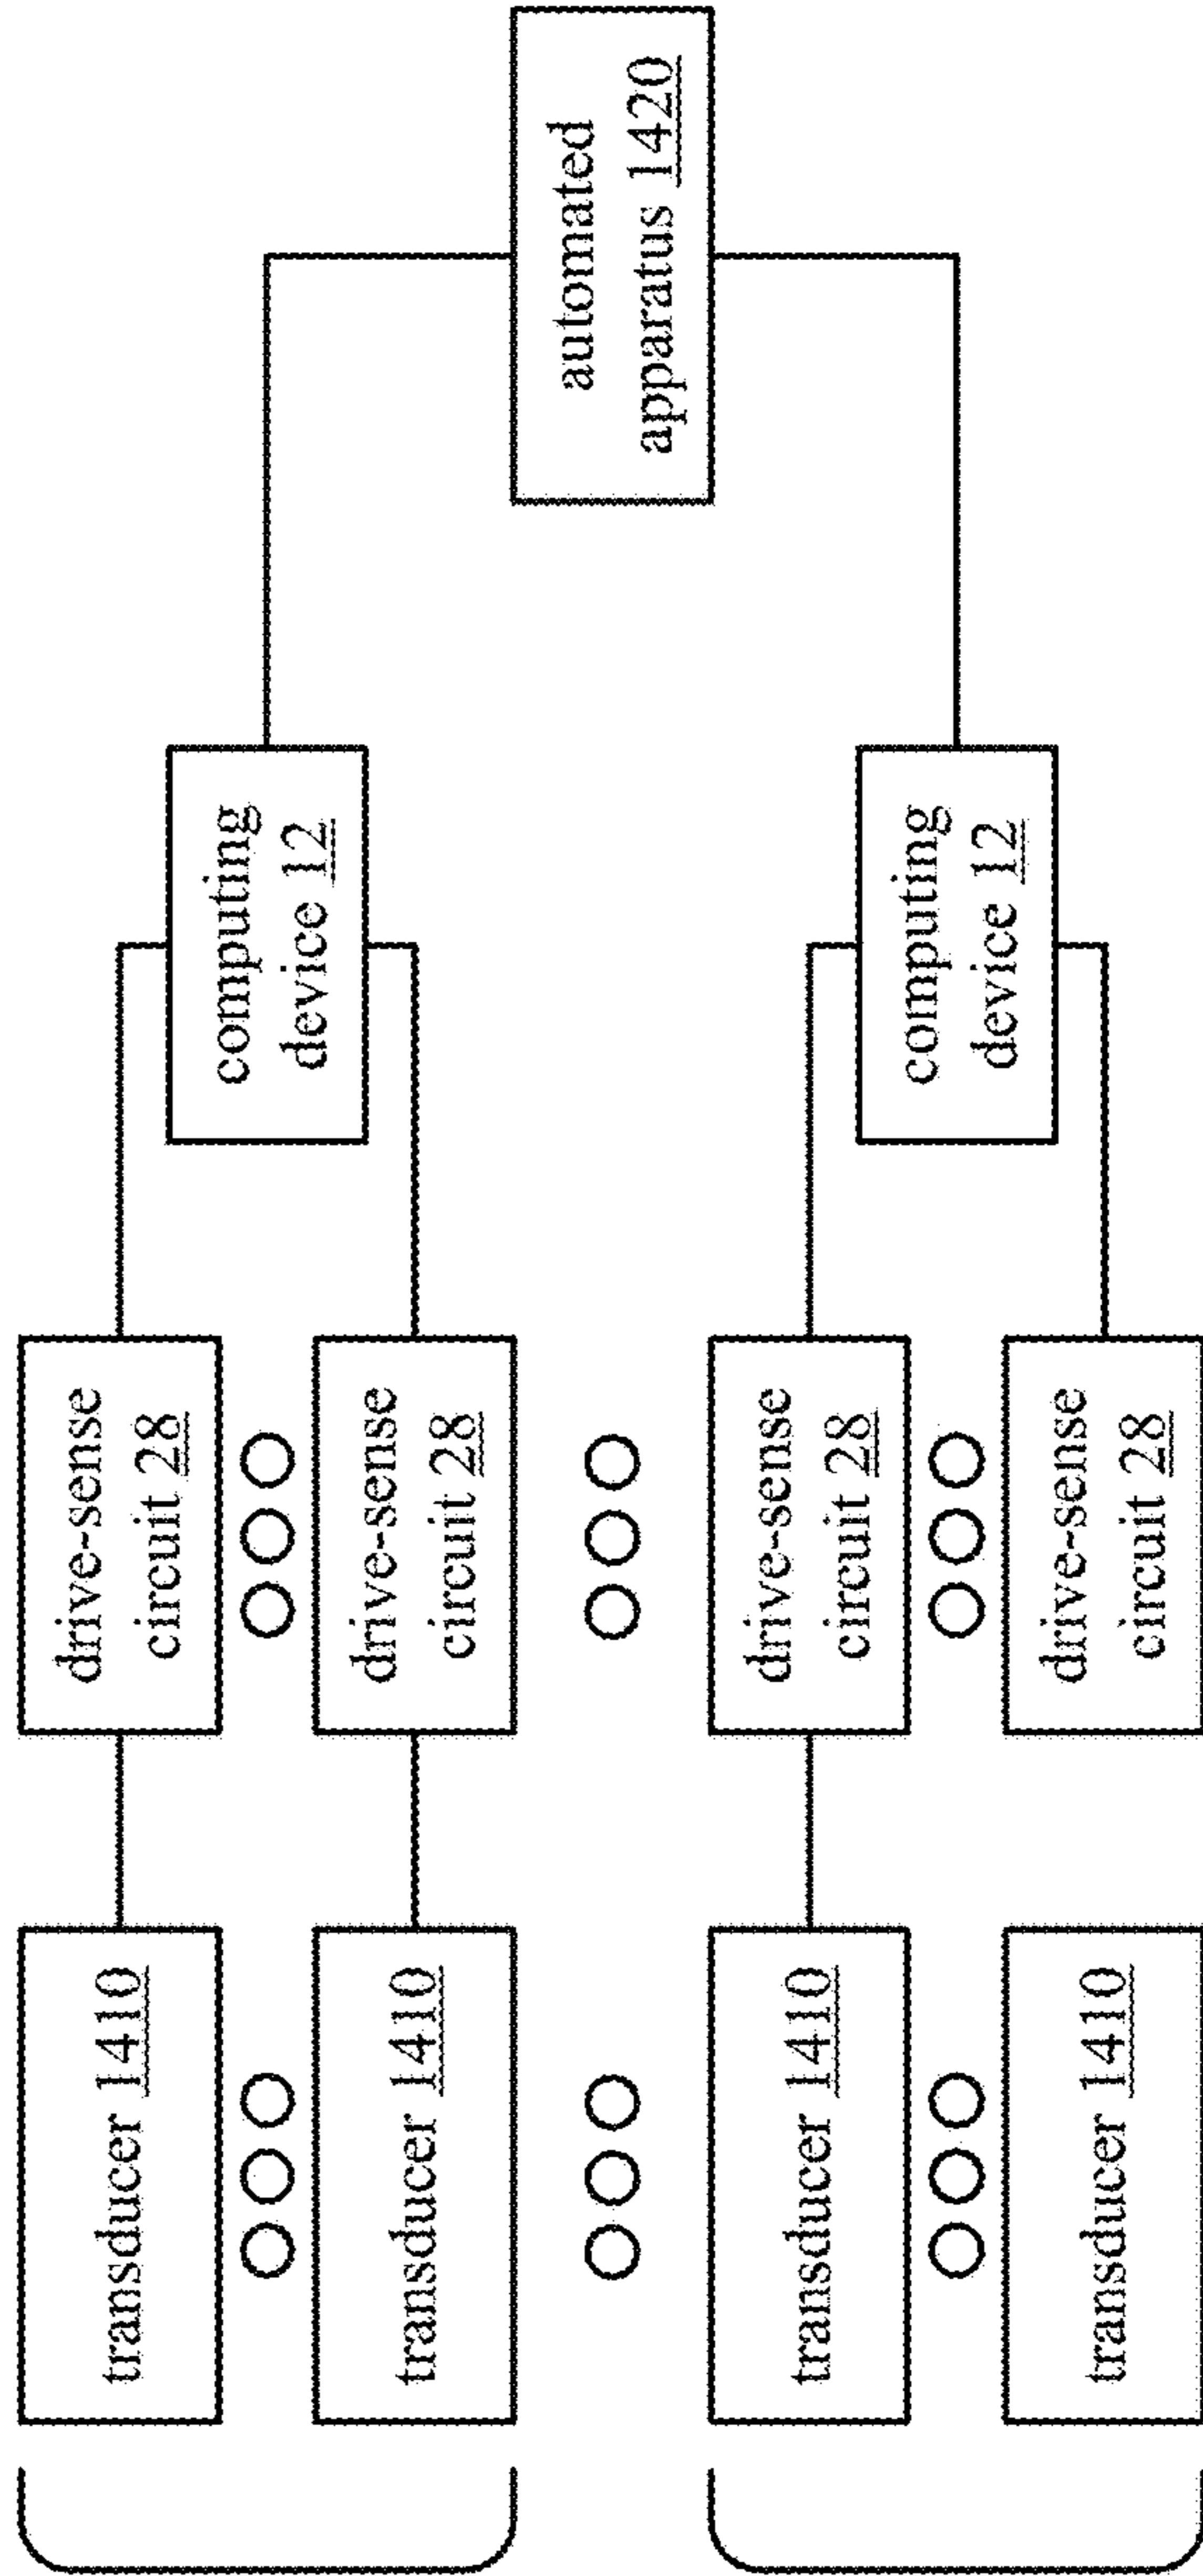 transducer 1410
drive-sense
circuit 28
computing
device 12
transducer 1410
drive-sense
circuit 28
automated
apparatus 1420
transducer 1410
drive-sense
circuit 28
computing
device 12
transducer 1410
drive-sense
circuit 28